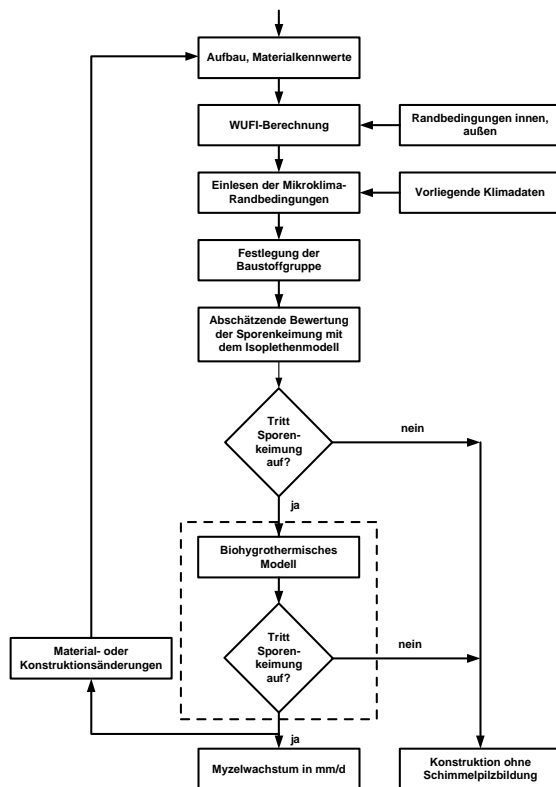 Aufbau, Materialkennwerte
WUFI-Berechnung
Randbedingungen innen,
außen
Einlesen der Mikroklima-
Randbedingungen
Vorliegende Klimadaten
Festlegung der
Baustoffgruppe
Abschätzende Bewertung
der Sporenkeimung mit
dem Isoplethenmodell
Tritt
Sporen-
keimung
auf?
nein
ja
Biohygrothermisches
Modell
Tritt
Sporen-
keimung
auf?
nein
Material- oder
Konstruktionsänderungen
ja
Myzelwachstum in mm/d
Konstruktion ohne
Schimmelpilzbildung